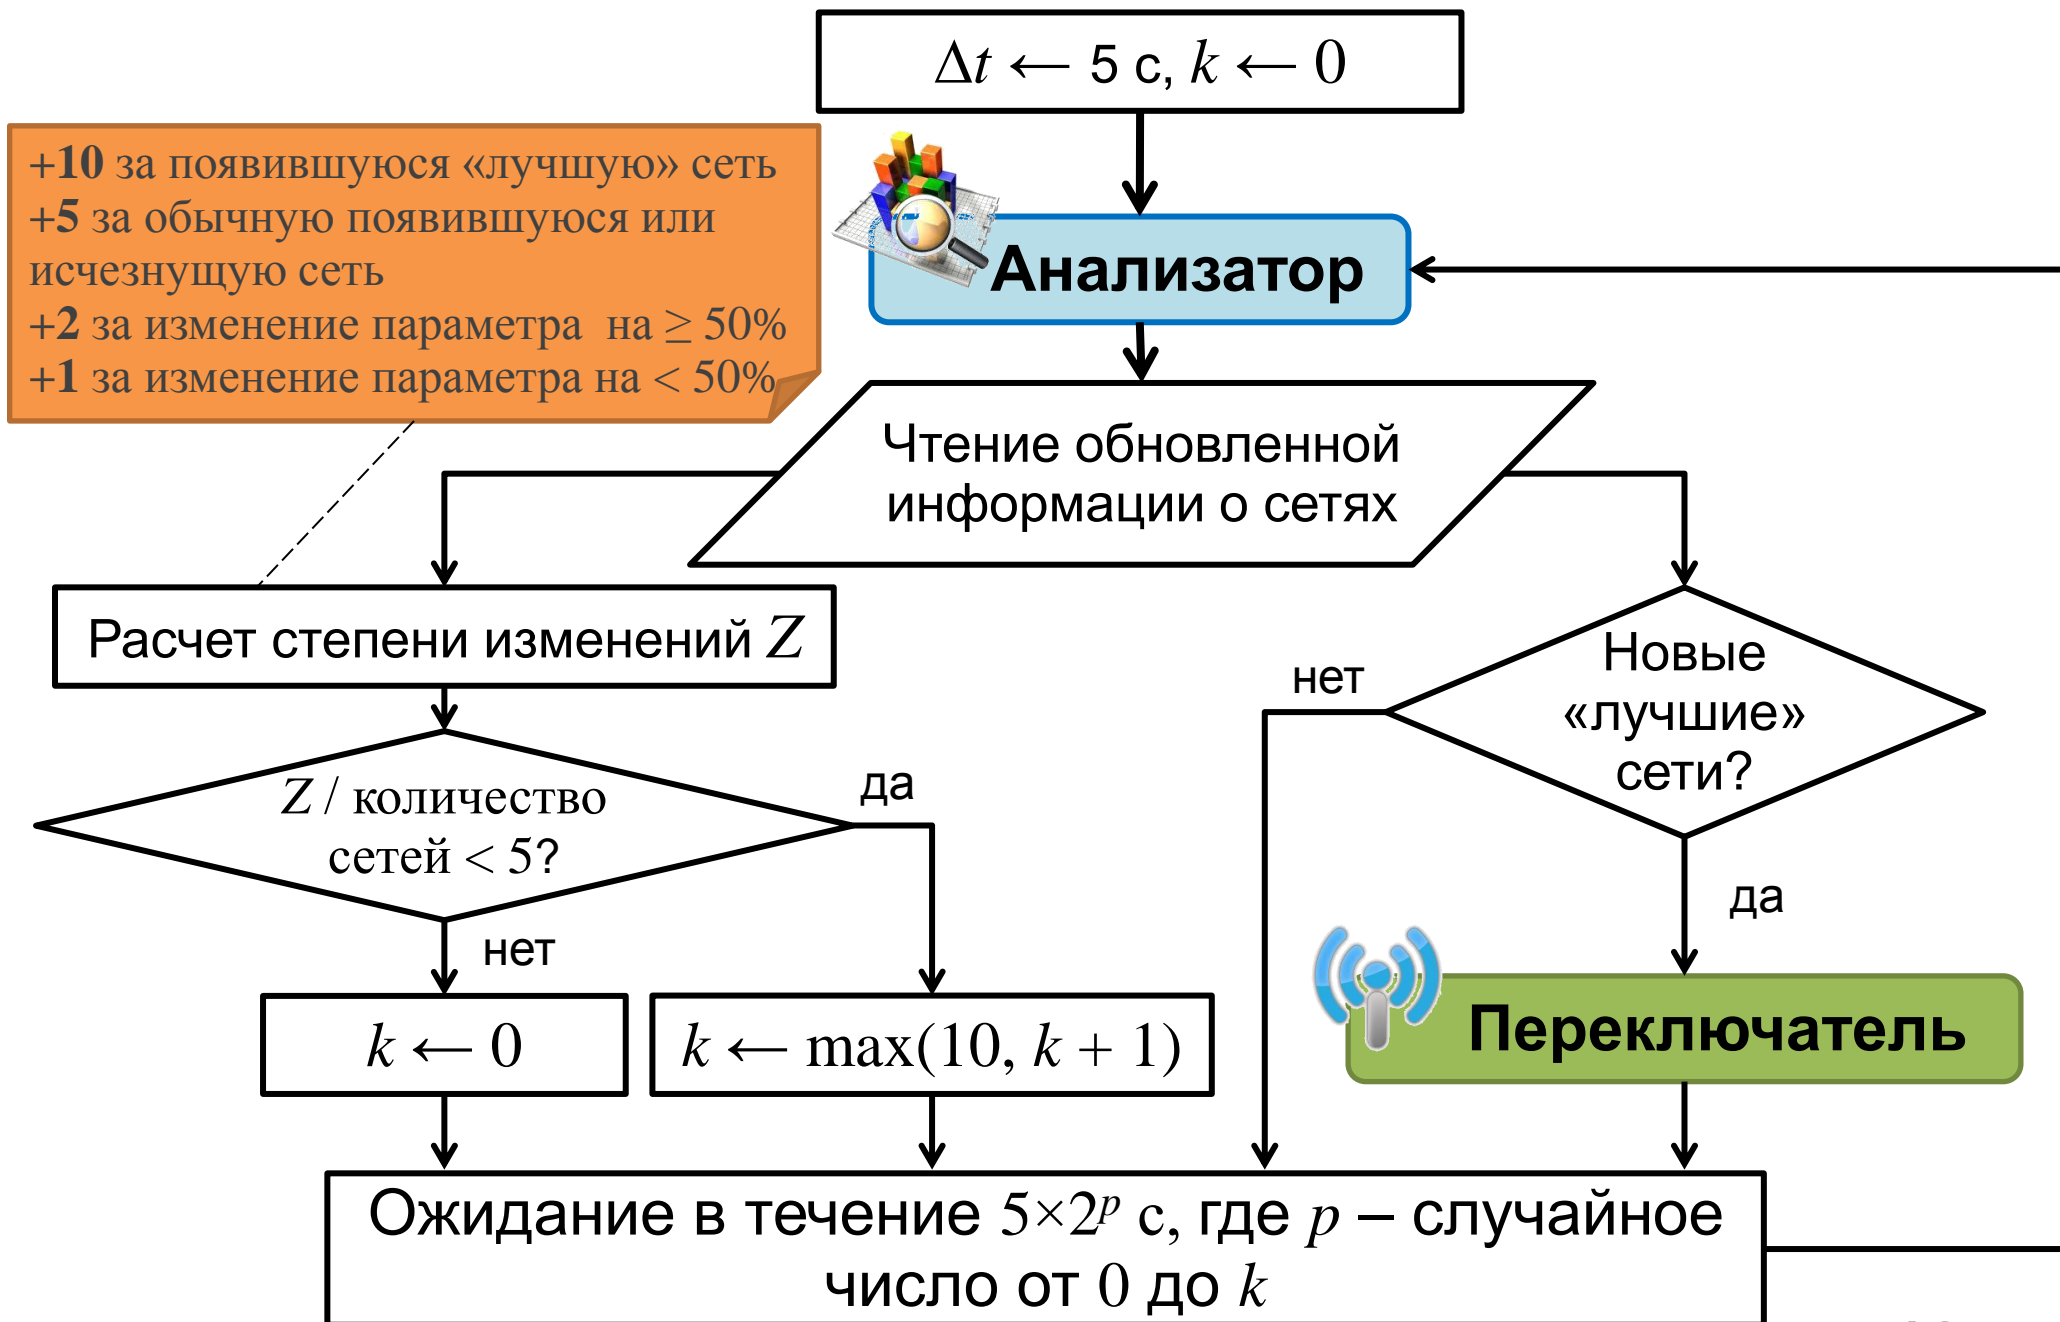 Δt ← 5 с, k ← 0
+10 за появившуюся «лучшую» сеть
+5 за обычную появившуюся или
исчезнущую сеть
+2 за изменение параметра на ≥ 50%
+1 за изменение параметра на < 50%
Анализатор
Чтение обновленной
информации о сетях
Расчет степени изменений Z
Новые
«лучшие»
сети?
нет
да
Z / количество
сетей < 5?
да
нет
k ← 0
k ← max(10, k + 1)
Переключатель
Ожидание в течение 5×2ᵖ с, где p – случайное
число от 0 до k